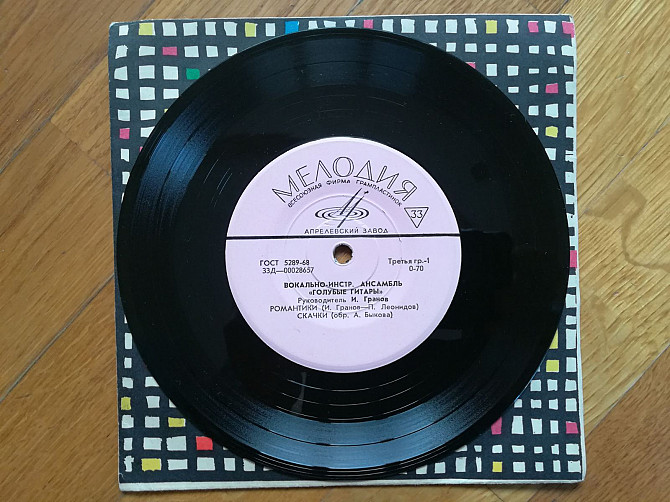 МЕЛОДИЯ
ВСЕСОЮЗНАЯ ФИРМА ГРАМПЛАСТИНОК
33
АПРЕЛЕВСКИЙ ЗАВОД
ГОСТ 5289-68
33Д—00028657
Третья гр.-1
0-70
ВОКАЛЬНО-ИНСТР. АНСАМБЛЬ
«ГОЛУБЫЕ ГИТАРЫ»
Руководитель И. Гранов
РОМАНТИКИ (И. Гранов—П. Леонидов)
СКАЧКИ (обр. А. Быкова)